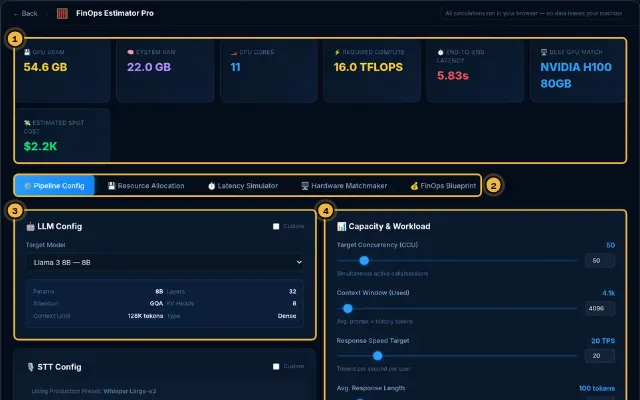 ← Back
FinOps Estimator Pro
All calculations run in your browser — no data leaves your machine
1
GPU VRAM
54.6 GB
SYSTEM RAM
22.0 GB
CPU CORES
11
REQUIRED COMPUTE
16.0 TFLOPS
END-TO-END LATENCY
5.83s
BEST GPU MATCH
NVIDIA H100 80GB
ESTIMATED SPOT COST
$2.2K
Pipeline Config
Resource Allocation
Latency Simulator
Hardware Matchmaker
FinOps Blueprint
2
3
LLM Config
Custom
Target Model
Llama 3 8B — 8B
Params 8B
Layers 32
Attention GQA
KV Heads 8
Context Limit 128K tokens
Type Dense
STT Config
Custom
Using Production Preset: Whisper Large-v3
4
Capacity & Workload
Target Concurrency (CCU) 50
50
Simultaneous active calls/sessions
Context Window (Used) 4.1k
4096
Avg. prompt + history tokens
Response Speed Target 20 TPS
20
Tokens per second per user
Avg. Response Length 100 tokens